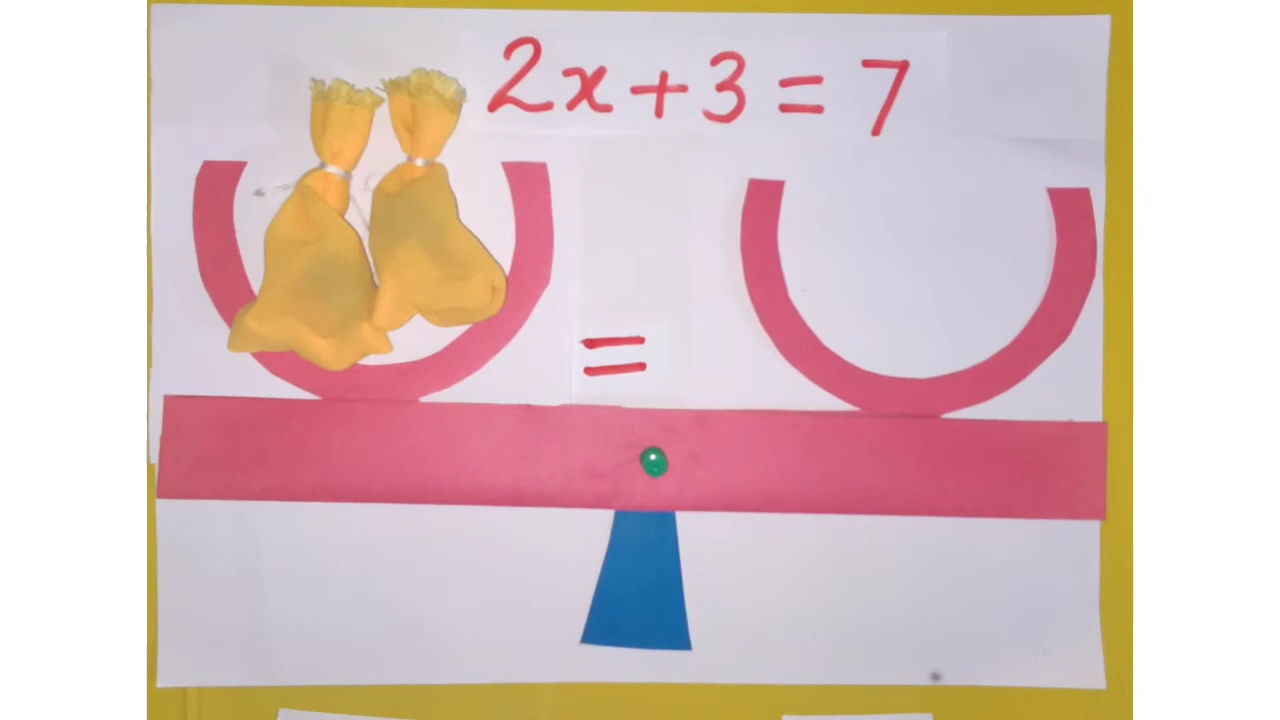 2x+3=7
=